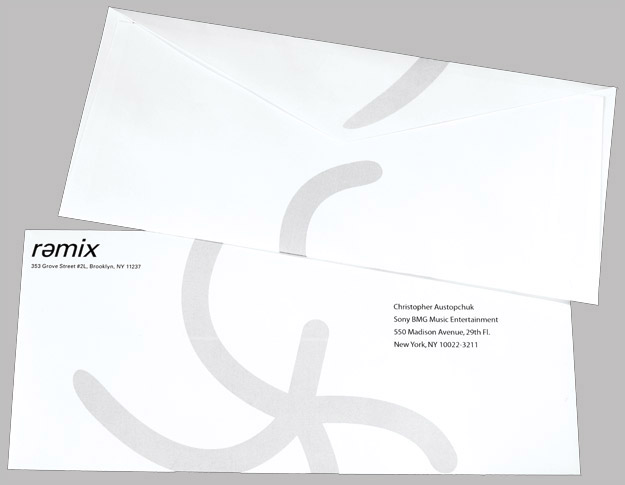 rəmix
353 Grove Street #2L, Brooklyn, NY 11237
Christopher Austopchuk
Sony BMG Music Entertainment
550 Madison Avenue, 29th Fl.
New York, NY 10022-3211